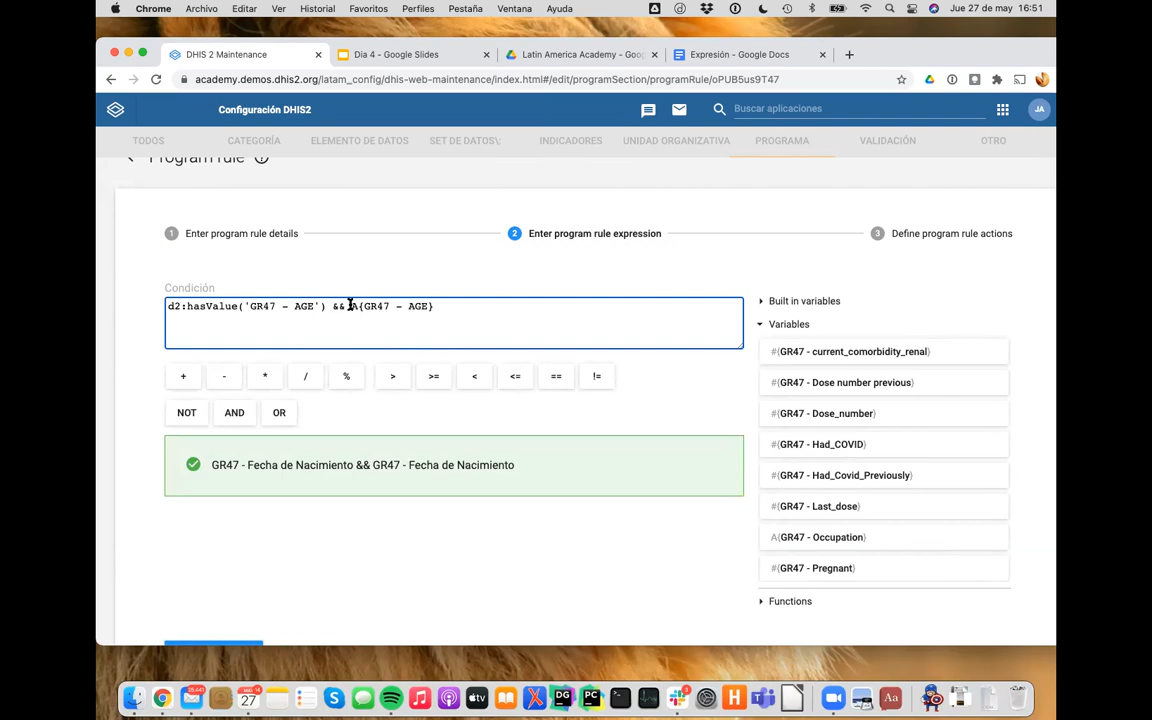 Chrome Archivo Editar Ver Historial Favoritos Perfiles Pestaña Ventana Ayuda Jue 27 de may 16:51
DHIS 2 Maintenance Dia 4 - Google Slides Latin America Academy - Goog Expresión - Google Docs
academy.demos.dhis2.org/latam_config/dhis-web-maintenance/index.html#/edit/programSection/programRule/oPUB5us9T47
Configuración DHIS2 Buscar aplicaciones JA
TODOS CATEGORÍA ELEMENTO DE DATOS SET DE DATOS\: INDICADORES UNIDAD ORGANIZATIVA PROGRAMA VALIDACIÓN OTRO
Program rule
1 Enter program rule details 2 Enter program rule expression 3 Define program rule actions
Condición
d2:hasValue('GR47 - AGE') && A{GR47 - AGE}
+ - * / % > >= < <= == !=
NOT AND OR
GR47 - Fecha de Nacimiento && GR47 - Fecha de Nacimiento
Built in variables
Variables
#{GR47 - current_comorbidity_renal}
#{GR47 - Dose number previous}
#{GR47 - Dose_number}
#{GR47 - Had_COVID}
#{GR47 - Had_Covid_Previously}
#{GR47 - Last_dose}
A{GR47 - Occupation}
#{GR47 - Pregnant}
Functions